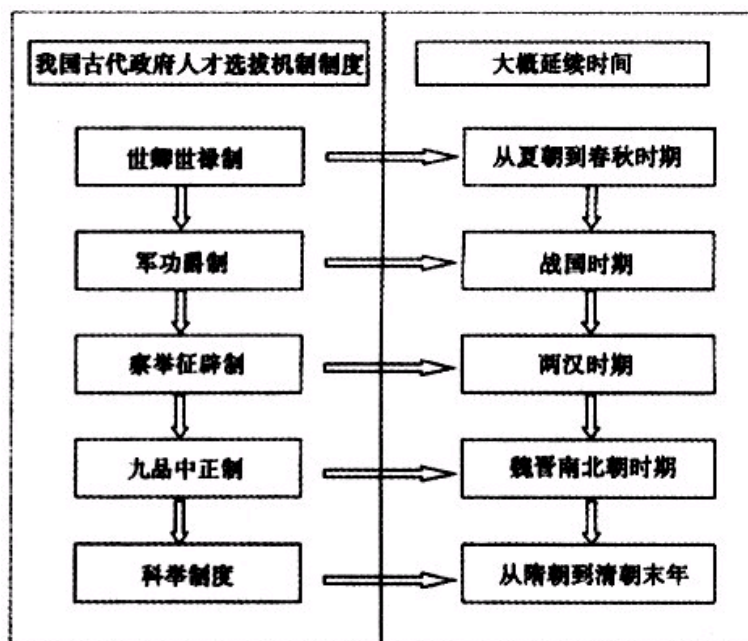 我国古代政府人才选拔机制制度
大概延续时间
世卿世禄制
从夏朝到春秋时期
军功爵制
战国时期
察举征辟制
两汉时期
九品中正制
魏晋南北朝时期
科举制度
从隋朝到清朝末年